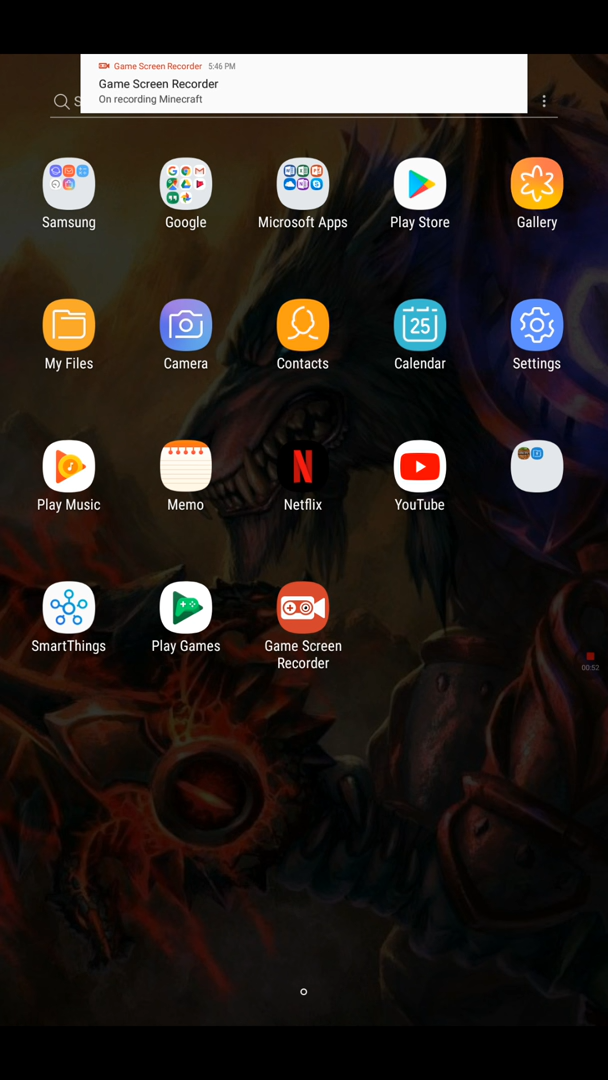 Game Screen Recorder 5:46 PM
Game Screen Recorder
On recording Minecraft
S
Samsung
Google
Microsoft Apps
Play Store
Gallery
My Files
Camera
Contacts
25
Calendar
Settings
Play Music
Memo
N
Netflix
YouTube
SmartThings
Play Games
Game Screen
Recorder
00:52